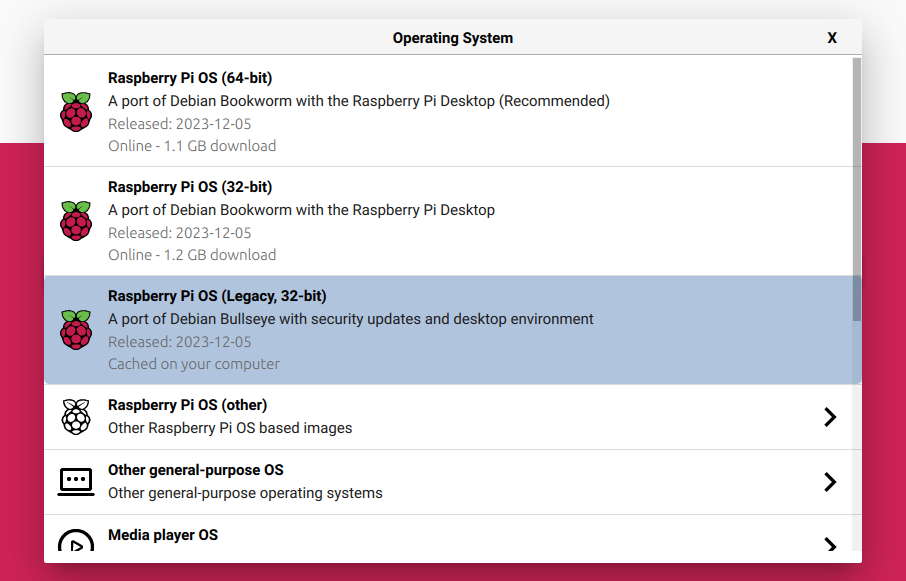 Operating System
X
Raspberry Pi OS (64-bit)
A port of Debian Bookworm with the Raspberry Pi Desktop (Recommended)
Released: 2023-12-05
Online - 1.1 GB download
Raspberry Pi OS (32-bit)
A port of Debian Bookworm with the Raspberry Pi Desktop
Released: 2023-12-05
Online - 1.2 GB download
Raspberry Pi OS (Legacy, 32-bit)
A port of Debian Bullseye with security updates and desktop environment
Released: 2023-12-05
Cached on your computer
Raspberry Pi OS (other)
Other Raspberry Pi OS based images
Other general-purpose OS
Other general-purpose operating systems
Media player OS